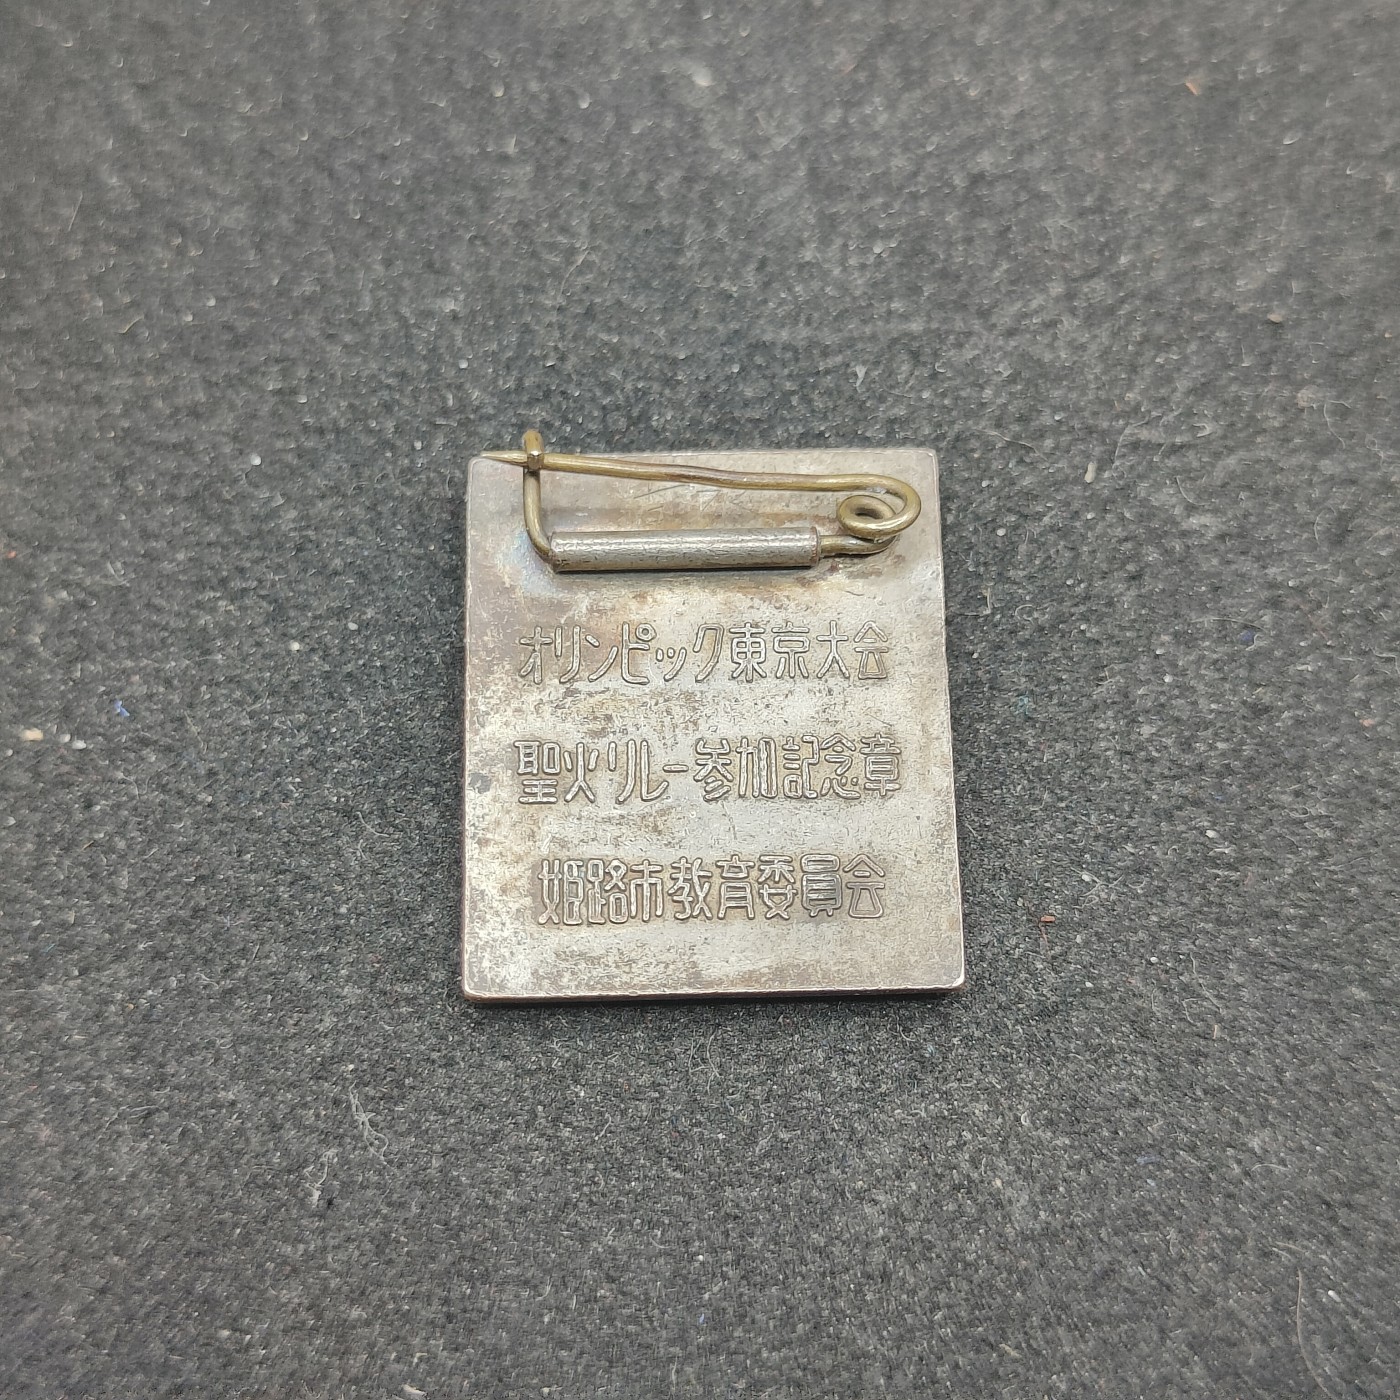 オリンピック東京大会
聖火リレー参加記念章
姫路市教育委員会